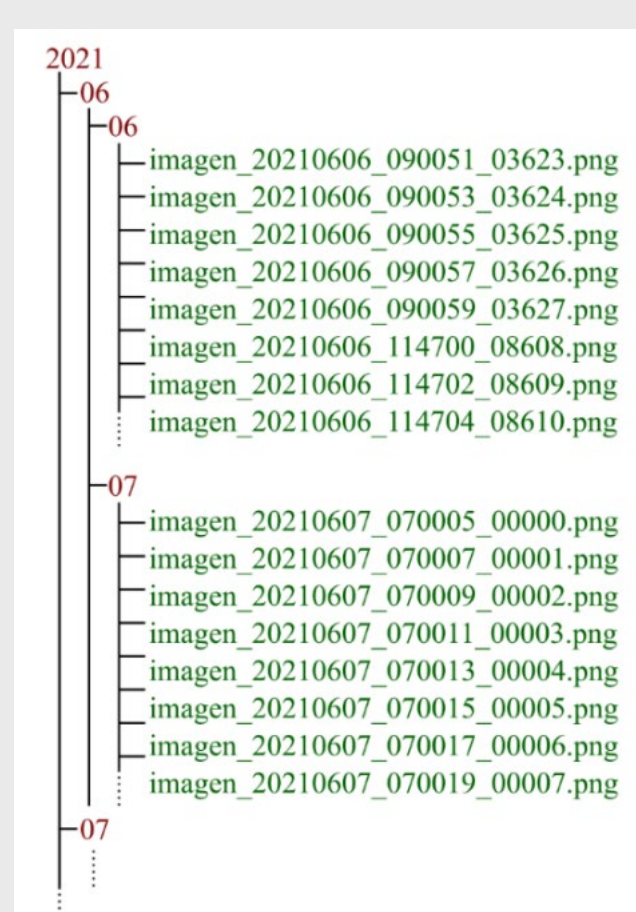 2021
06
06
imagen_20210606_090051_03623.png
imagen_20210606_090053_03624.png
imagen_20210606_090055_03625.png
imagen_20210606_090057_03626.png
imagen_20210606_090059_03627.png
imagen_20210606_114700_08608.png
imagen_20210606_114702_08609.png
imagen_20210606_114704_08610.png
07
imagen_20210607_070005_00000.png
imagen_20210607_070007_00001.png
imagen_20210607_070009_00002.png
imagen_20210607_070011_00003.png
imagen_20210607_070013_00004.png
imagen_20210607_070015_00005.png
imagen_20210607_070017_00006.png
imagen_20210607_070019_00007.png
07